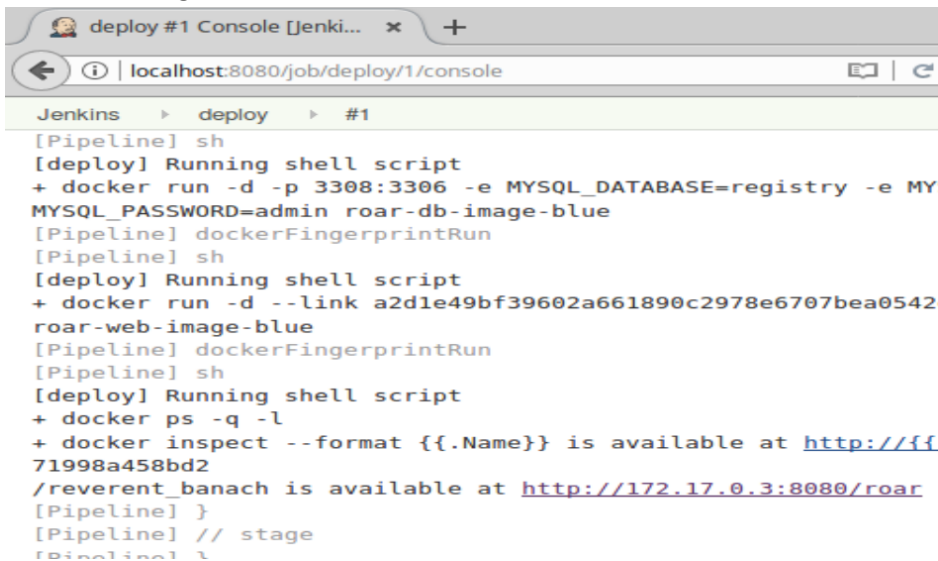 deploy #1 Console [Jenki...
localhost:8080/job/deploy/1/console
Jenkins deploy #1
[Pipeline] sh
[deploy] Running shell script
+ docker run -d -p 3308:3306 -e MYSQL_DATABASE=registry -e MY
MYSQL_PASSWORD=admin roar-db-image-blue
[Pipeline] dockerFingerprintRun
[Pipeline] sh
[deploy] Running shell script
+ docker run -d --link a2d1e49bf39602a661890c2978e6707bea0542
roar-web-image-blue
[Pipeline] dockerFingerprintRun
[Pipeline] sh
[deploy] Running shell script
+ docker ps -q -l
+ docker inspect --format {{.Name}} is available at http://{{
71998a458bd2
/reverent_banach is available at http://172.17.0.3:8080/roar
[Pipeline] }
[Pipeline] // stage
[Pipeline] }